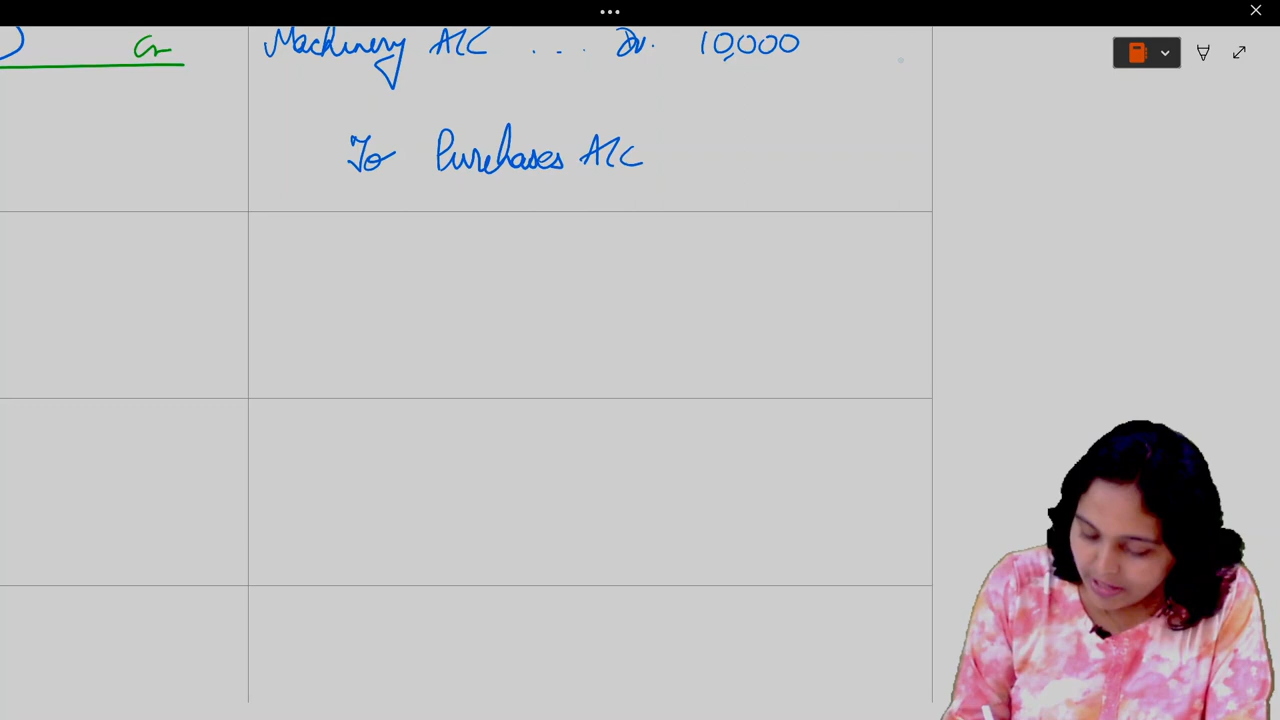 Cr
Machinery A/C ... Dr. 10,000
To Purchases A/C